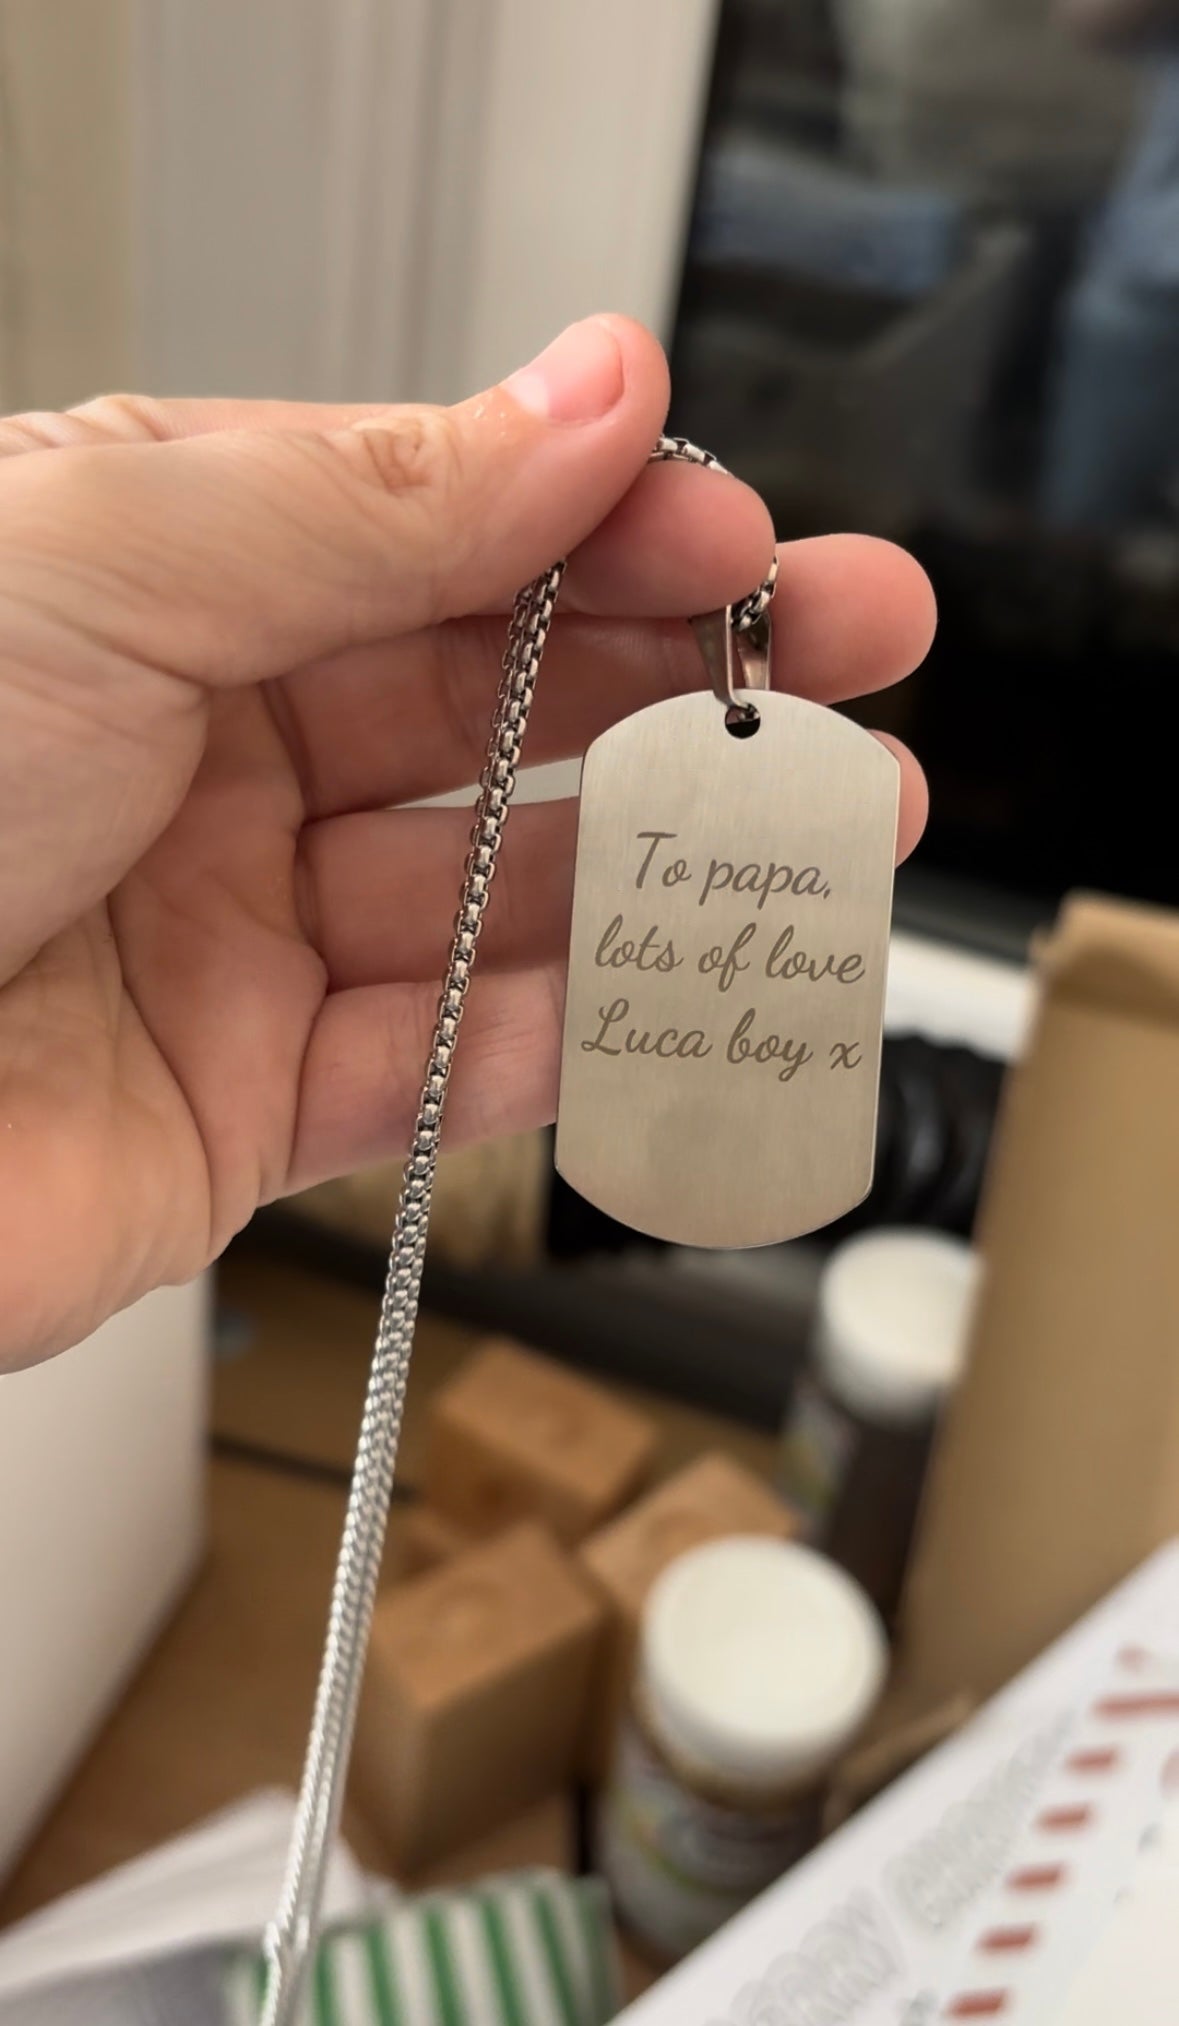 To papa,
lots of love
Luca boy x